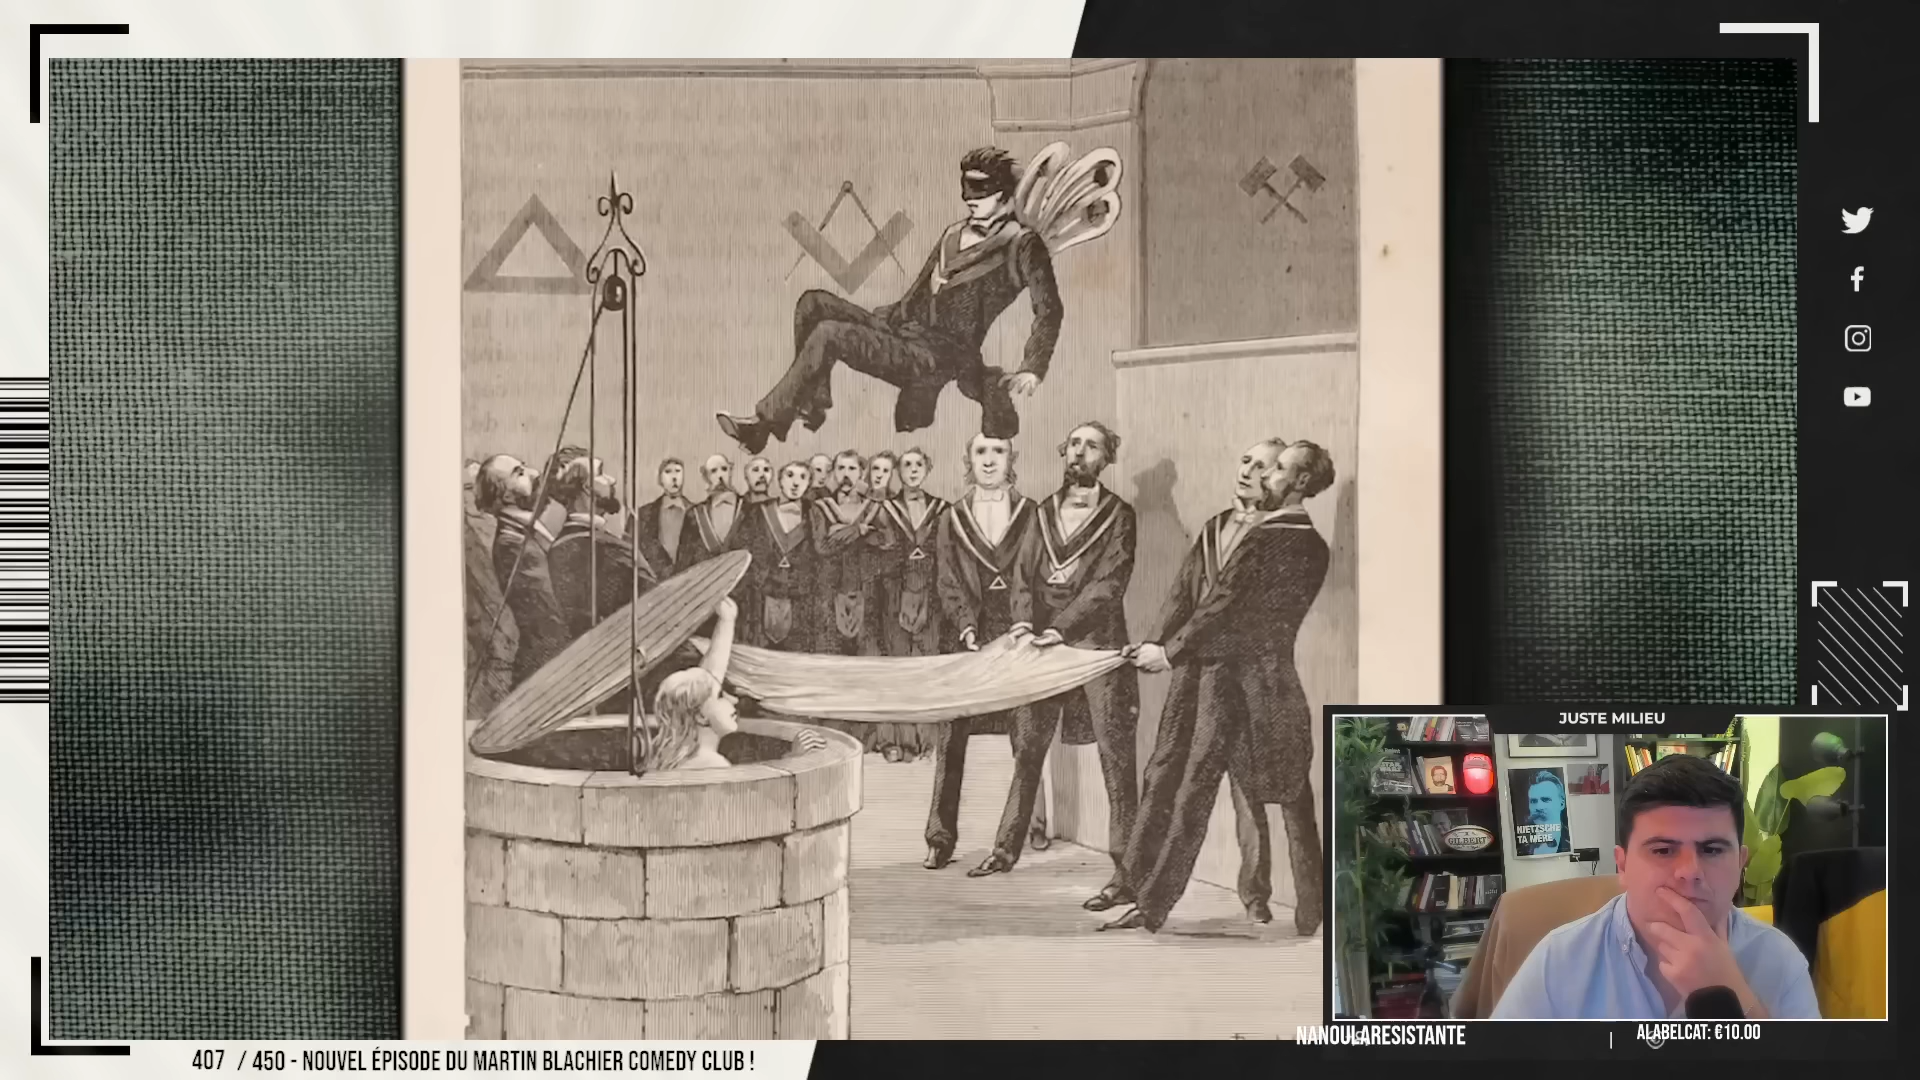 JUSTE MILIEU
NIETZSCHE
TA MÈRE
GILBERT
NANOULARESISTANTE
ALABELCAT: €10.00
407 / 450 - NOUVEL ÉPISODE DU MARTIN BLACHIER COMEDY CLUB !